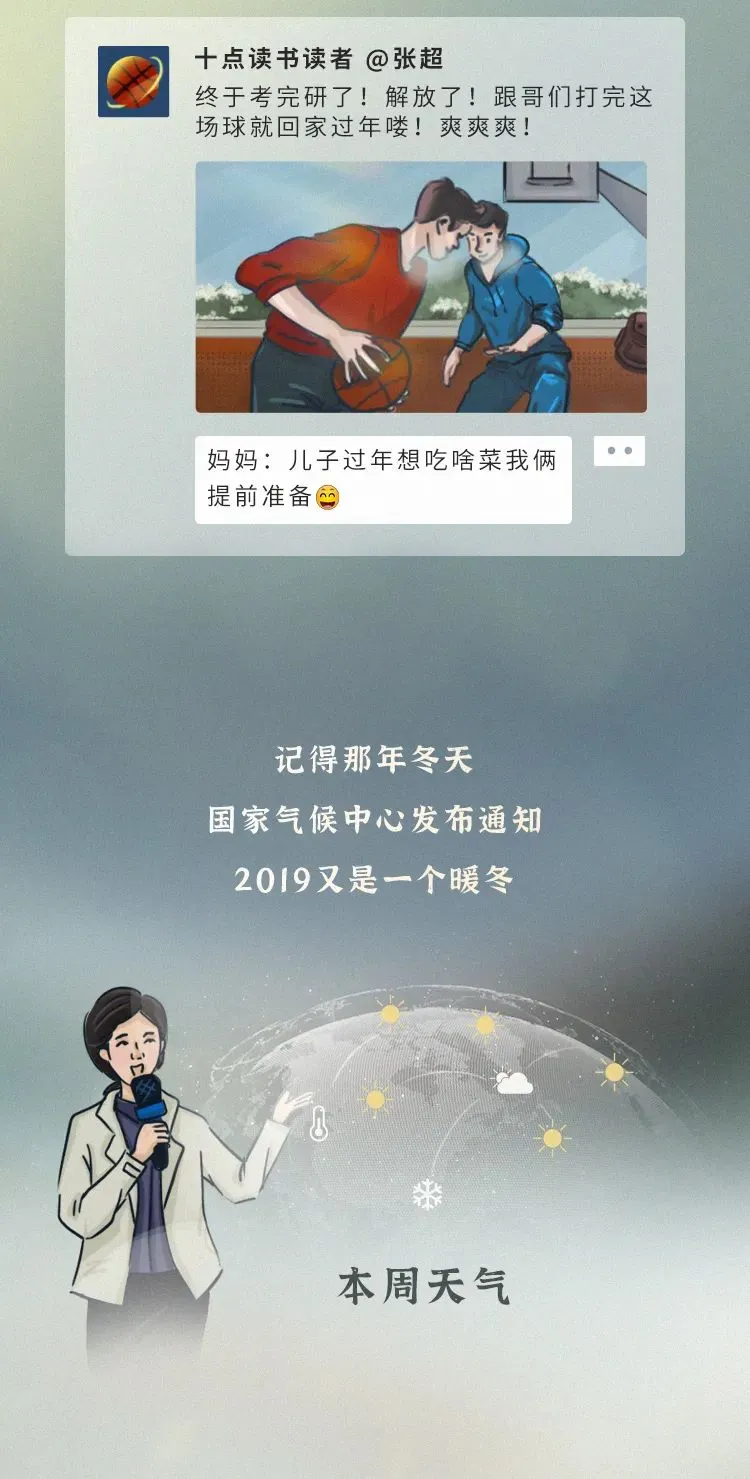 十点读书读者 @张超
终于考完研了！解放了！跟哥们打完这
场球就回家过年喽！爽爽爽！
妈妈：儿子过年想吃啥菜我俩
提前准备😄
记得那年冬天
国家气候中心发布通知
2019又是一个暖冬
本周天气